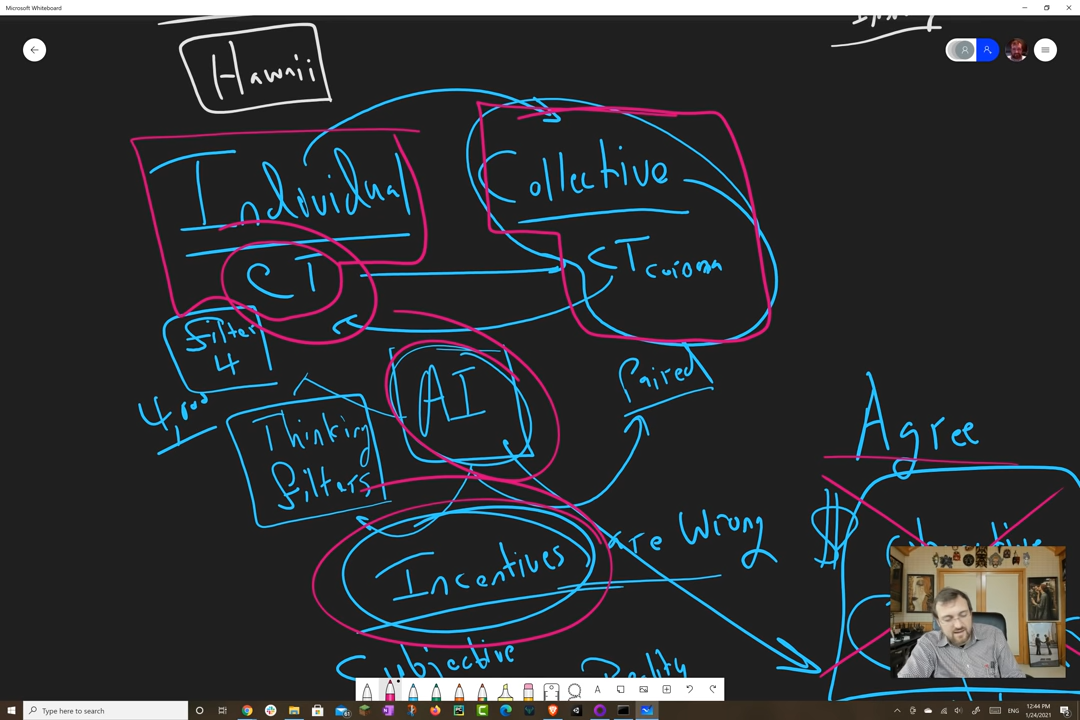 Microsoft Whiteboard
Hawaii
Individual
Collective
CT
CT
Filter
4
Paired
AI
4,000
Thinking
filters
Agree
$
Incentives
are Wrong
Subjective
Reality
Type here to search
ENG
12:44 PM
1/24/2021